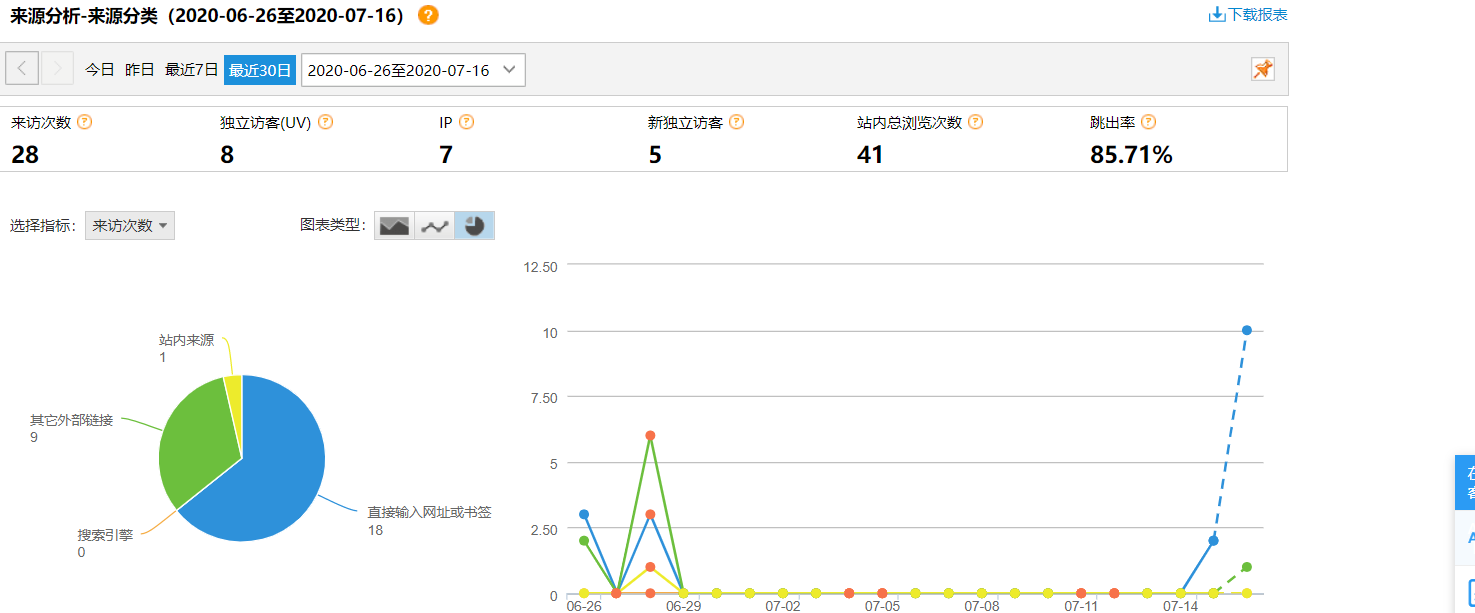 来源分析-来源分类（2020-06-26至2020-07-16） ?
下载报表
今日 昨日 最近7日 最近30日 2020-06-26至2020-07-16
来访次数 ? 独立访客(UV) ? IP ? 新独立访客 ? 站内总浏览次数 ? 跳出率 ?
28 8 7 5 41 85.71%
选择指标: 来访次数 图表类型:
站内来源
1
其它外部链接
9
搜索引擎
0
直接输入网址或书签
18
12.50
10
7.50
5
2.50
0
06-26 06-29 07-02 07-05 07-08 07-11 07-14